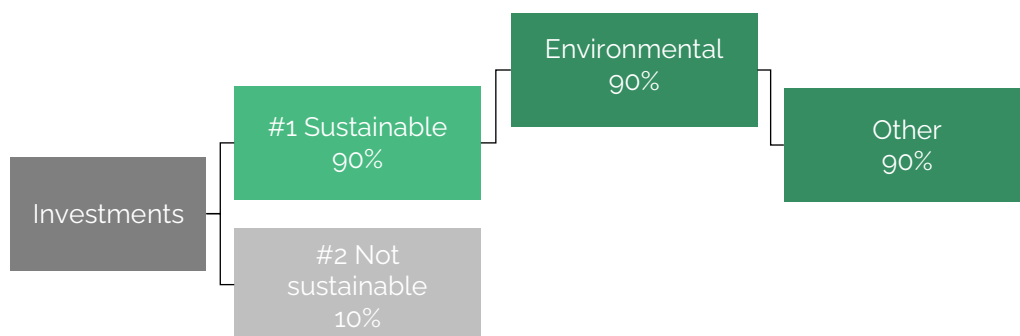 Investments
#1 Sustainable
90%
#2 Not
sustainable
10%
Environmental
90%
Other
90%